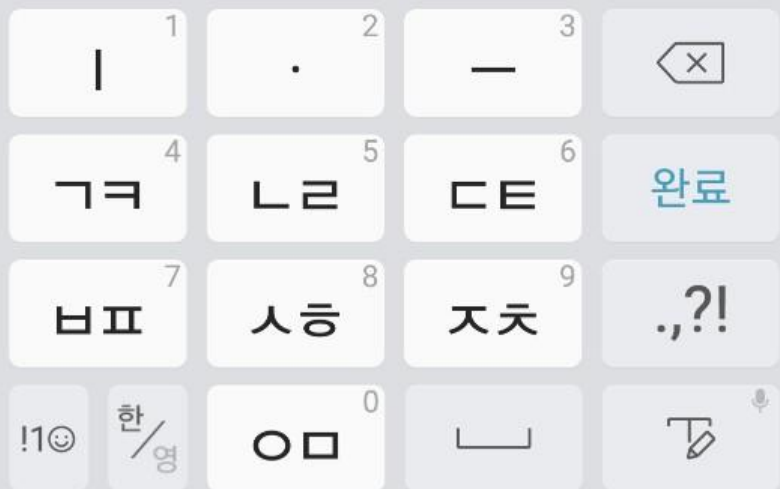 ㅣ 1 · 2 ㅡ 3
ㄱㅋ 4 ㄴㄹ 5 ㄷㅌ 6 완료
ㅂㅍ 7 ㅅㅎ 8 ㅈㅊ 9 .,?!
!1☺ 한/영 ㅇㅁ 0